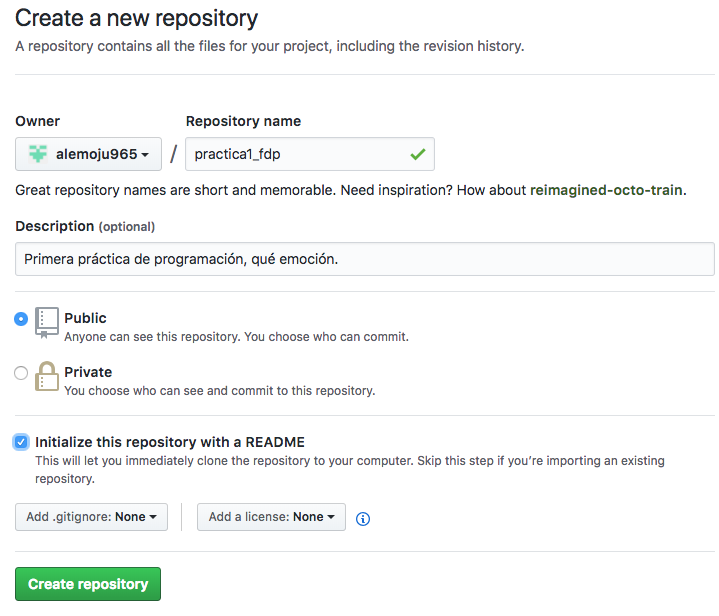 Create a new repository
A repository contains all the files for your project, including the revision history.
Owner
Repository name
alemoju965
/
practica1_fdp
Great repository names are short and memorable. Need inspiration? How about reimagined-octo-train.
Description (optional)
Primera práctica de programación, qué emoción.
Public
Anyone can see this repository. You choose who can commit.
Private
You choose who can see and commit to this repository.
Initialize this repository with a README
This will let you immediately clone the repository to your computer. Skip this step if you’re importing an existing
repository.
Add .gitignore: None
Add a license: None
Create repository